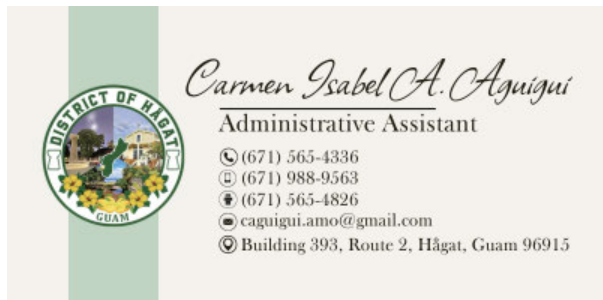 Carmen Isabel A. Aguigui
DISTRICT OF HÅGAT
GUAM
Administrative Assistant
(671) 565-4336
(671) 988-9563
(671) 565-4826
caguigui.amo@gmail.com
Building 393, Route 2, Hågat, Guam 96915